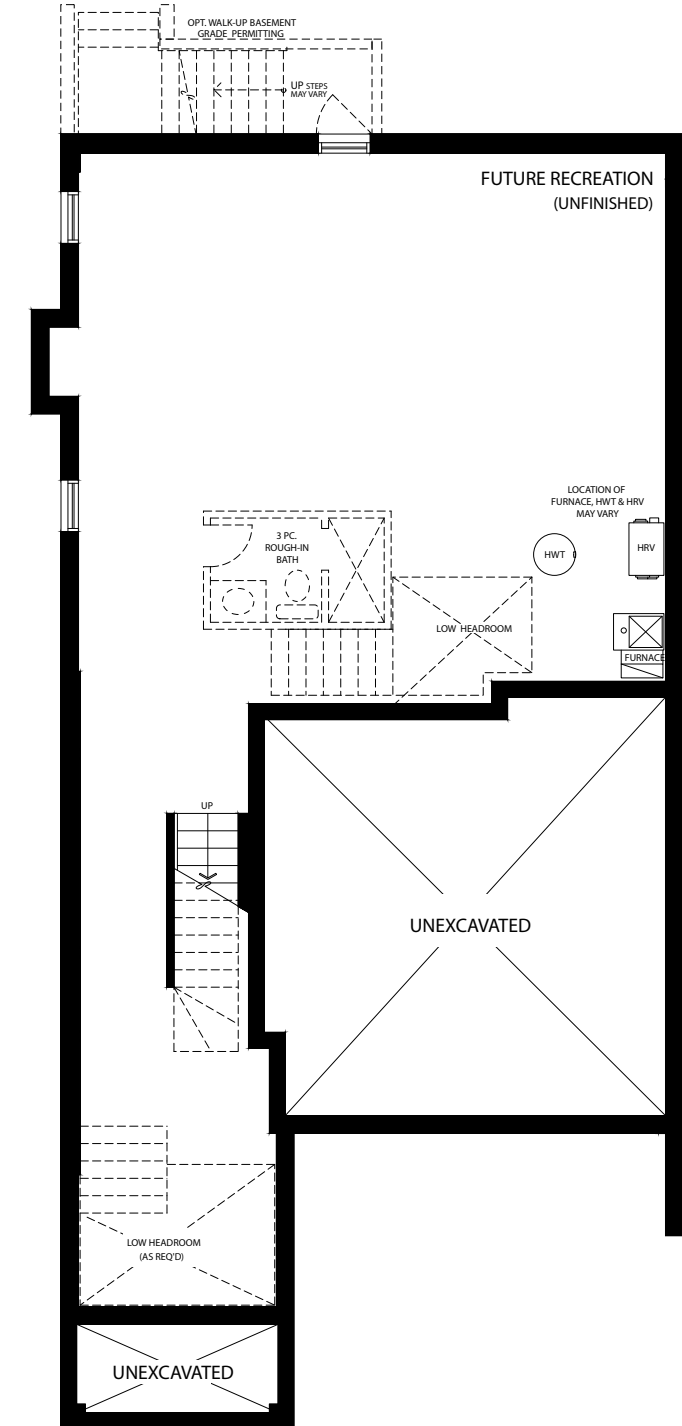 OPT. WALK-UP BASEMENT
GRADE PERMITTING
UP STEPS
MAY VARY
FUTURE RECREATION
(UNFINISHED)
LOCATION OF
FURNACE, HWT & HRV
MAY VARY
3 PC.
ROUGH-IN
BATH
HWT
HRV
LOW HEADROOM
FURNACE
UP
UNEXCAVATED
LOW HEADROOM
(AS REQ'D)
UNEXCAVATED